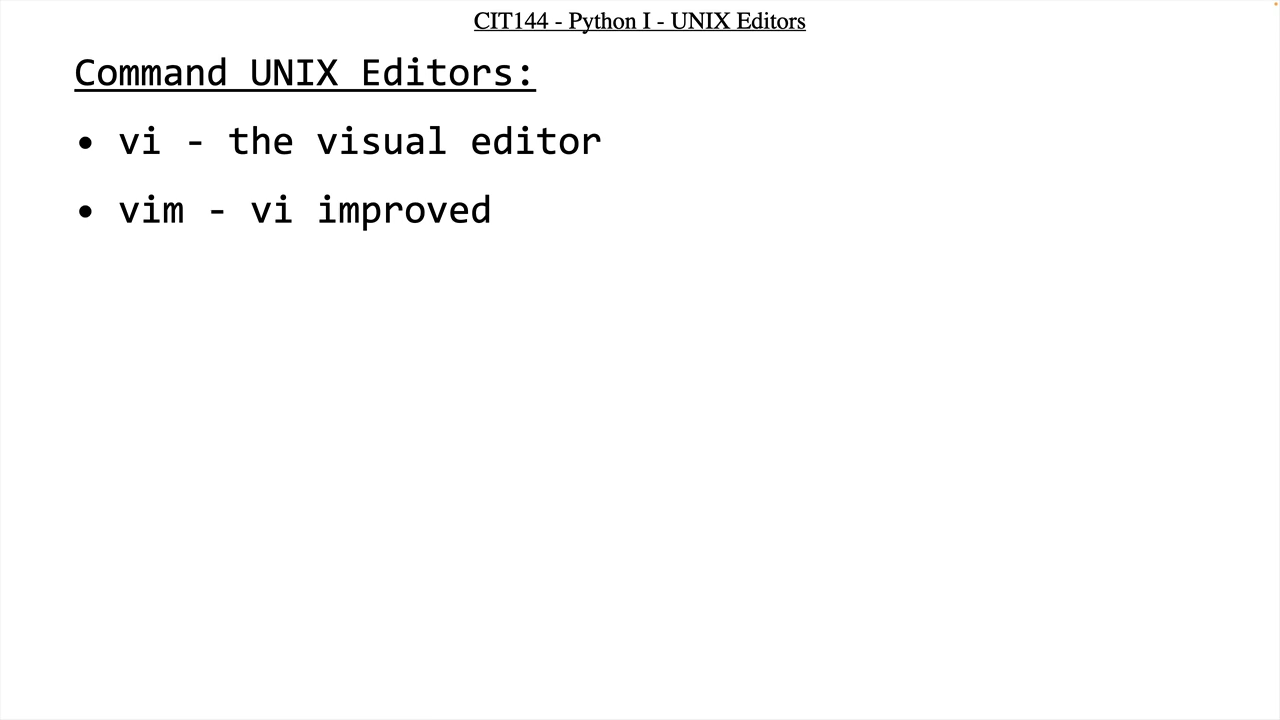 CIT144 - Python I - UNIX Editors
Command UNIX Editors:
• vi - the visual editor
• vim - vi improved